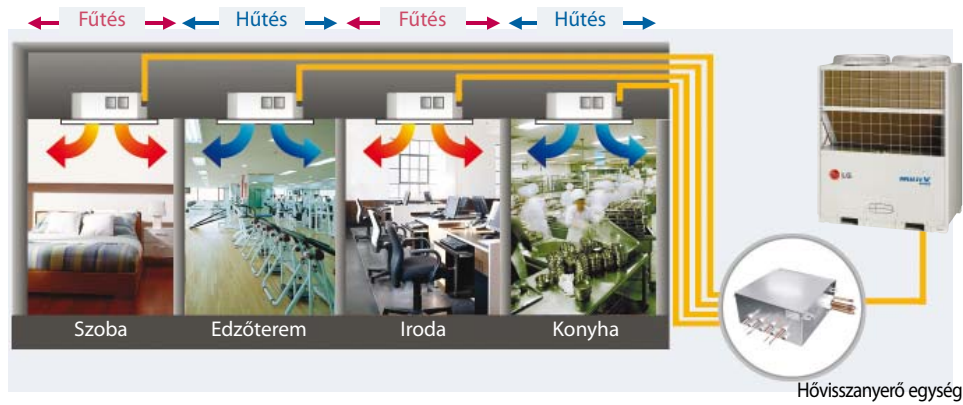 Fűtés Hűtés Fűtés Hűtés
LG
MULTI V
Szoba Edzőterem Iroda Konyha
Hővisszanyerő egység